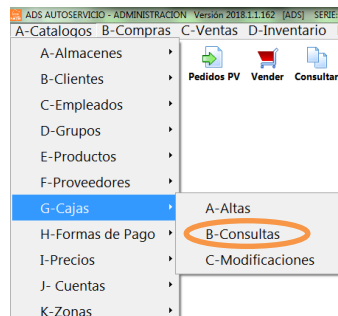 ADS AUTOSERVICIO - ADMINISTRACION Versión 2018.1.1.162 [ADS] SERIE:
A-Catalogos B-Compras C-Ventas D-Inventario
A-Almacenes
B-Clientes
Pedidos PV Vender Consultar
C-Empleados
D-Grupos
E-Productos
F-Proveedores
G-Cajas
A-Altas
H-Formas de Pago
B-Consultas
I-Precios
C-Modificaciones
J- Cuentas
K-Zonas